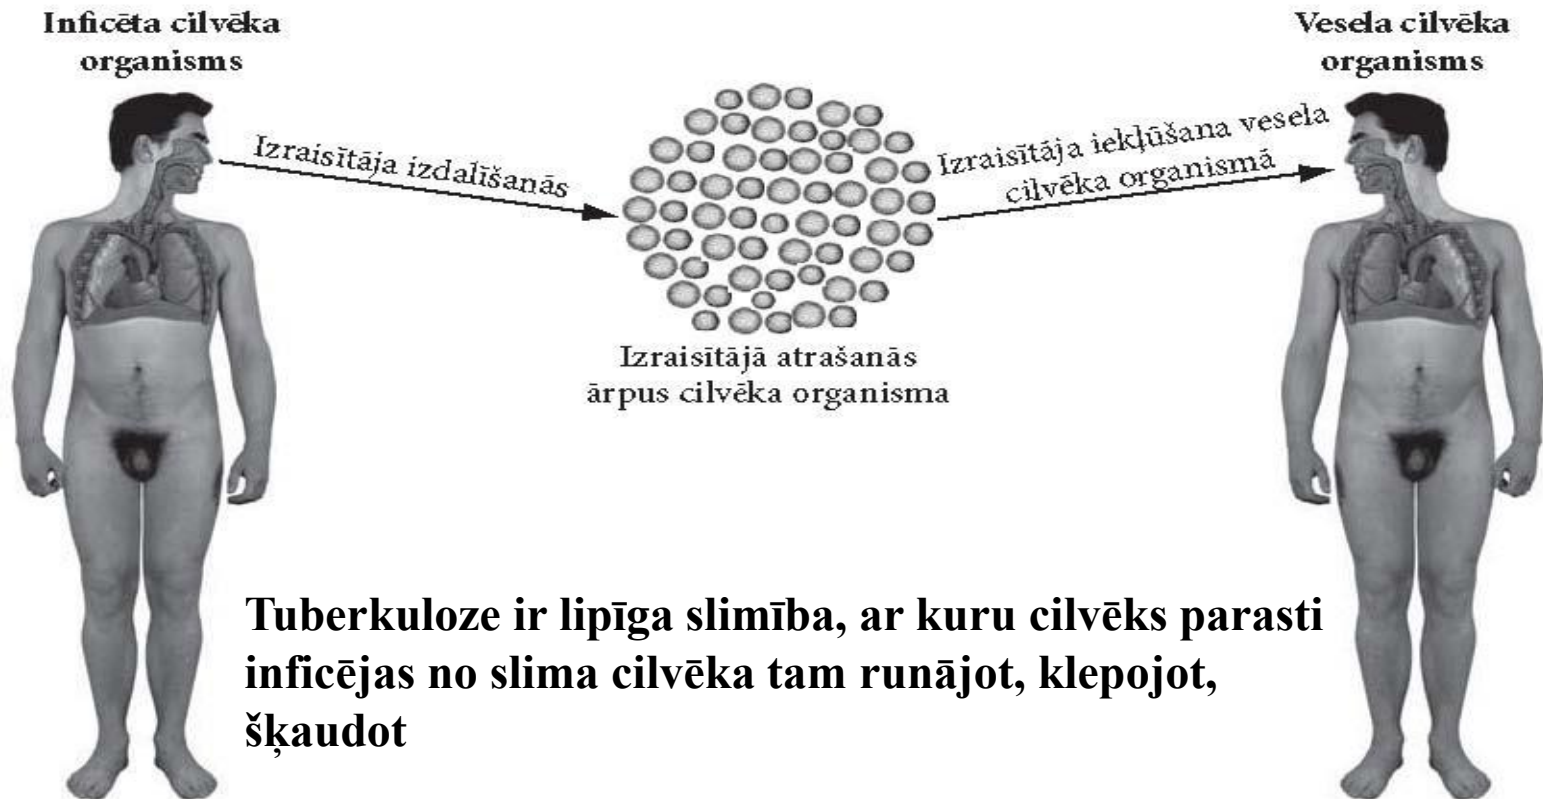 Inficēta cilvēka
organisms
Vesela cilvēka
organisms
Izraisītāja izdalīšanās
Izraisītāja iekļūšana vesela
cilvēka organismā
Izraisītājā atrašanās
ārpus cilvēka organisma
Tuberkuloze ir lipīga slimība, ar kuru cilvēks parasti
inficējas no slima cilvēka tam runājot, klepojot,
šķaudot